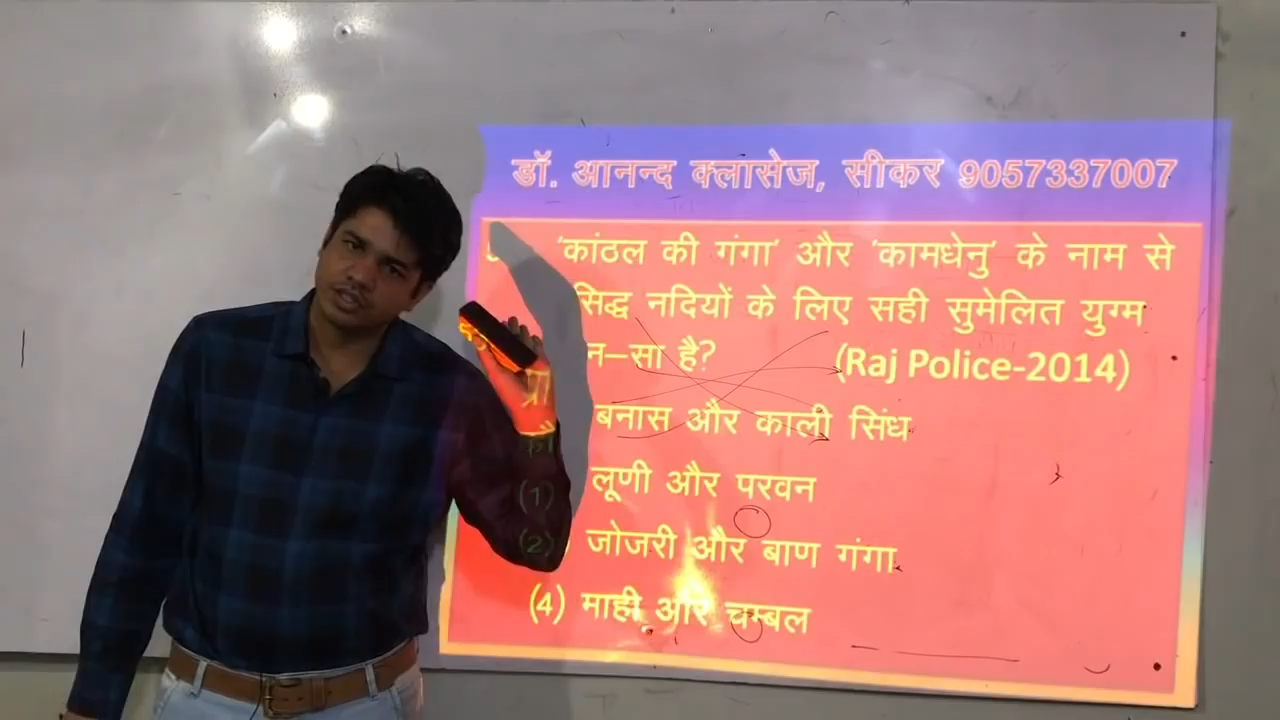 डॉ. आनन्द क्लासेज, सीकर 9057337007
'कांठल की गंगा' और 'कामधेनु' के नाम से
प्रसिद्ध नदियों के लिए सही सुमेलित युग्म
कौन–सा है? (Raj Police-2014)
(1) बनास और काली सिंध
(2) लूणी और परवन
जोजरी और बाण गंगा
(4) माही और चम्बल